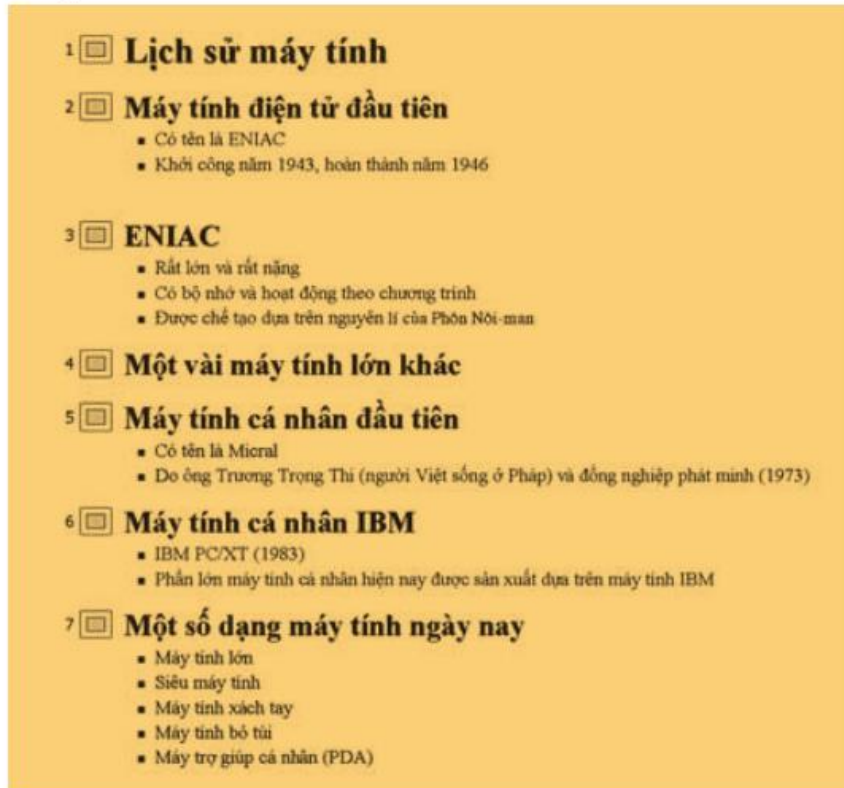 1 Lịch sử máy tính
2 Máy tính điện tử đầu tiên
▪ Có tên là ENIAC
▪ Khởi công năm 1943, hoàn thành năm 1946
3 ENIAC
▪ Rất lớn và rất nặng
▪ Có bộ nhớ và hoạt động theo chương trình
▪ Được chế tạo dựa trên nguyên lí của Phôn Nôi-man
4 Một vài máy tính lớn khác
5 Máy tính cá nhân đầu tiên
▪ Có tên là Micral
▪ Do ông Trương Trọng Thi (người Việt sống ở Pháp) và đồng nghiệp phát minh (1973)
6 Máy tính cá nhân IBM
▪ IBM PC/XT (1983)
▪ Phần lớn máy tính cá nhân hiện nay được sản xuất dựa trên máy tính IBM
7 Một số dạng máy tính ngày nay
▪ Máy tính lớn
▪ Siêu máy tính
▪ Máy tính xách tay
▪ Máy tính bỏ túi
▪ Máy trợ giúp cá nhân (PDA)